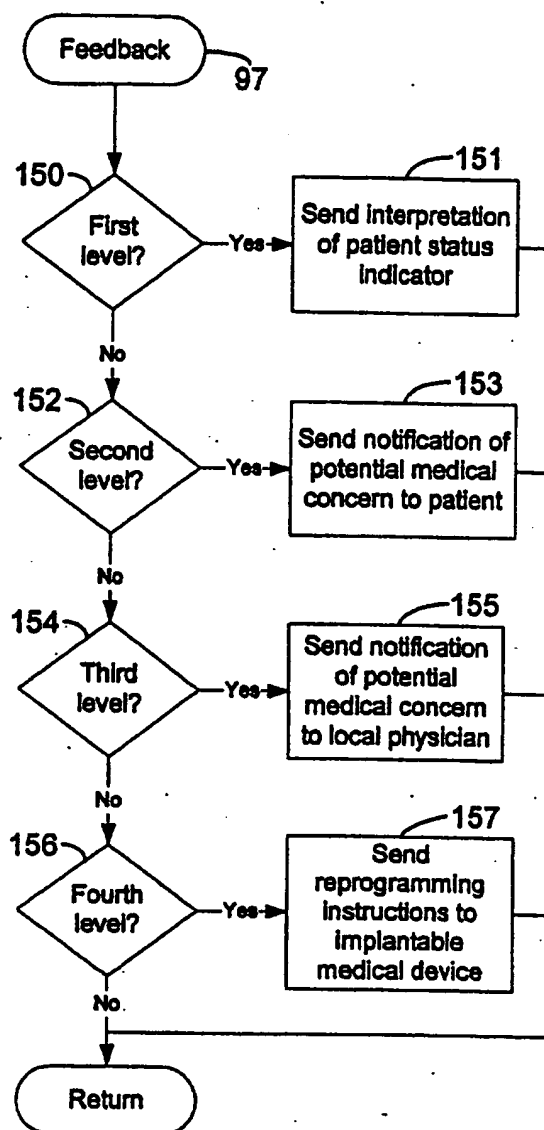 Feedback
97
150
First
level?
Yes
151
Send interpretation
of patient status
indicator
No
152
Second
level?
Yes
153
Send notification of
potential medical
concern to patient
No
154
Third
level?
Yes
155
Send notification
of potential
medical concern
to local physician
No
156
Fourth
level?
Yes
157
Send
reprogramming
instructions to
implantable
medical device
No
Return